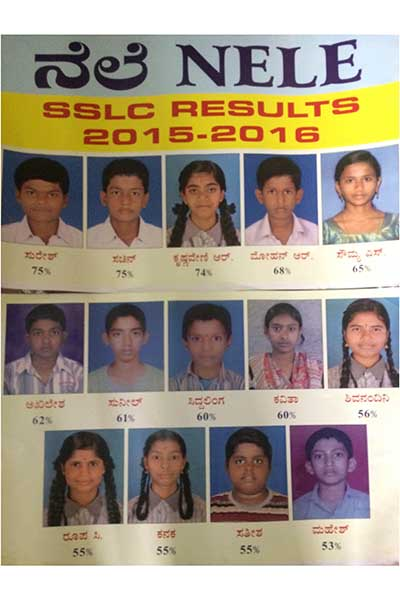 ನೆಲೆ NELE
SSLC RESULTS
2015-2016
ಸುರೇಶ್ ಸಚಿನ್ ಕೃಷ್ಣವೇಣಿ ಆರ್. ಮೋಹನ್ ಆರ್. ಸೌಮ್ಯ ಎಸ್.
75% 75% 74% 68% 65%
ಅಖಿಲೇಶ ಸುನೀಲ್ ಸಿದ್ದಲಿಂಗ ಕವಿತಾ ಶಿವನಂದಿನಿ
62% 61% 60% 60% 56%
ರೂಪ ಸಿ. ಕನಕ ಸತೀಶ ಮಹೇಶ್
55% 55% 55% 53%